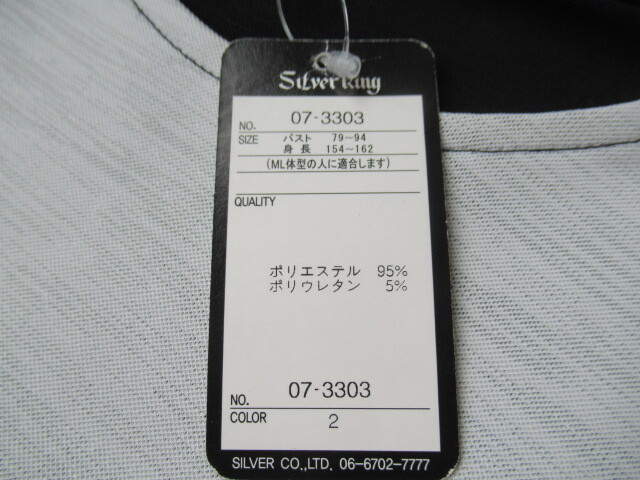 Silver Ring
NO. 07-3303
SIZE バスト 79~94
身長 154~162
(ML体型の人に適合します)
QUALITY
ポリエステル 95%
ポリウレタン 5%
NO. 07-3303
COLOR 2
SILVER CO.,LTD. 06-6702-7777